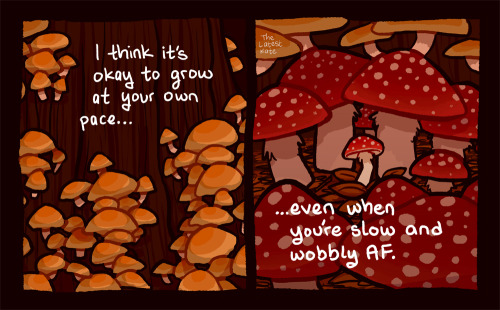 I think it's
okay to grow
at your own
pace...
The
Latest
Kate
...even when
you're slow and
wobbly AF.